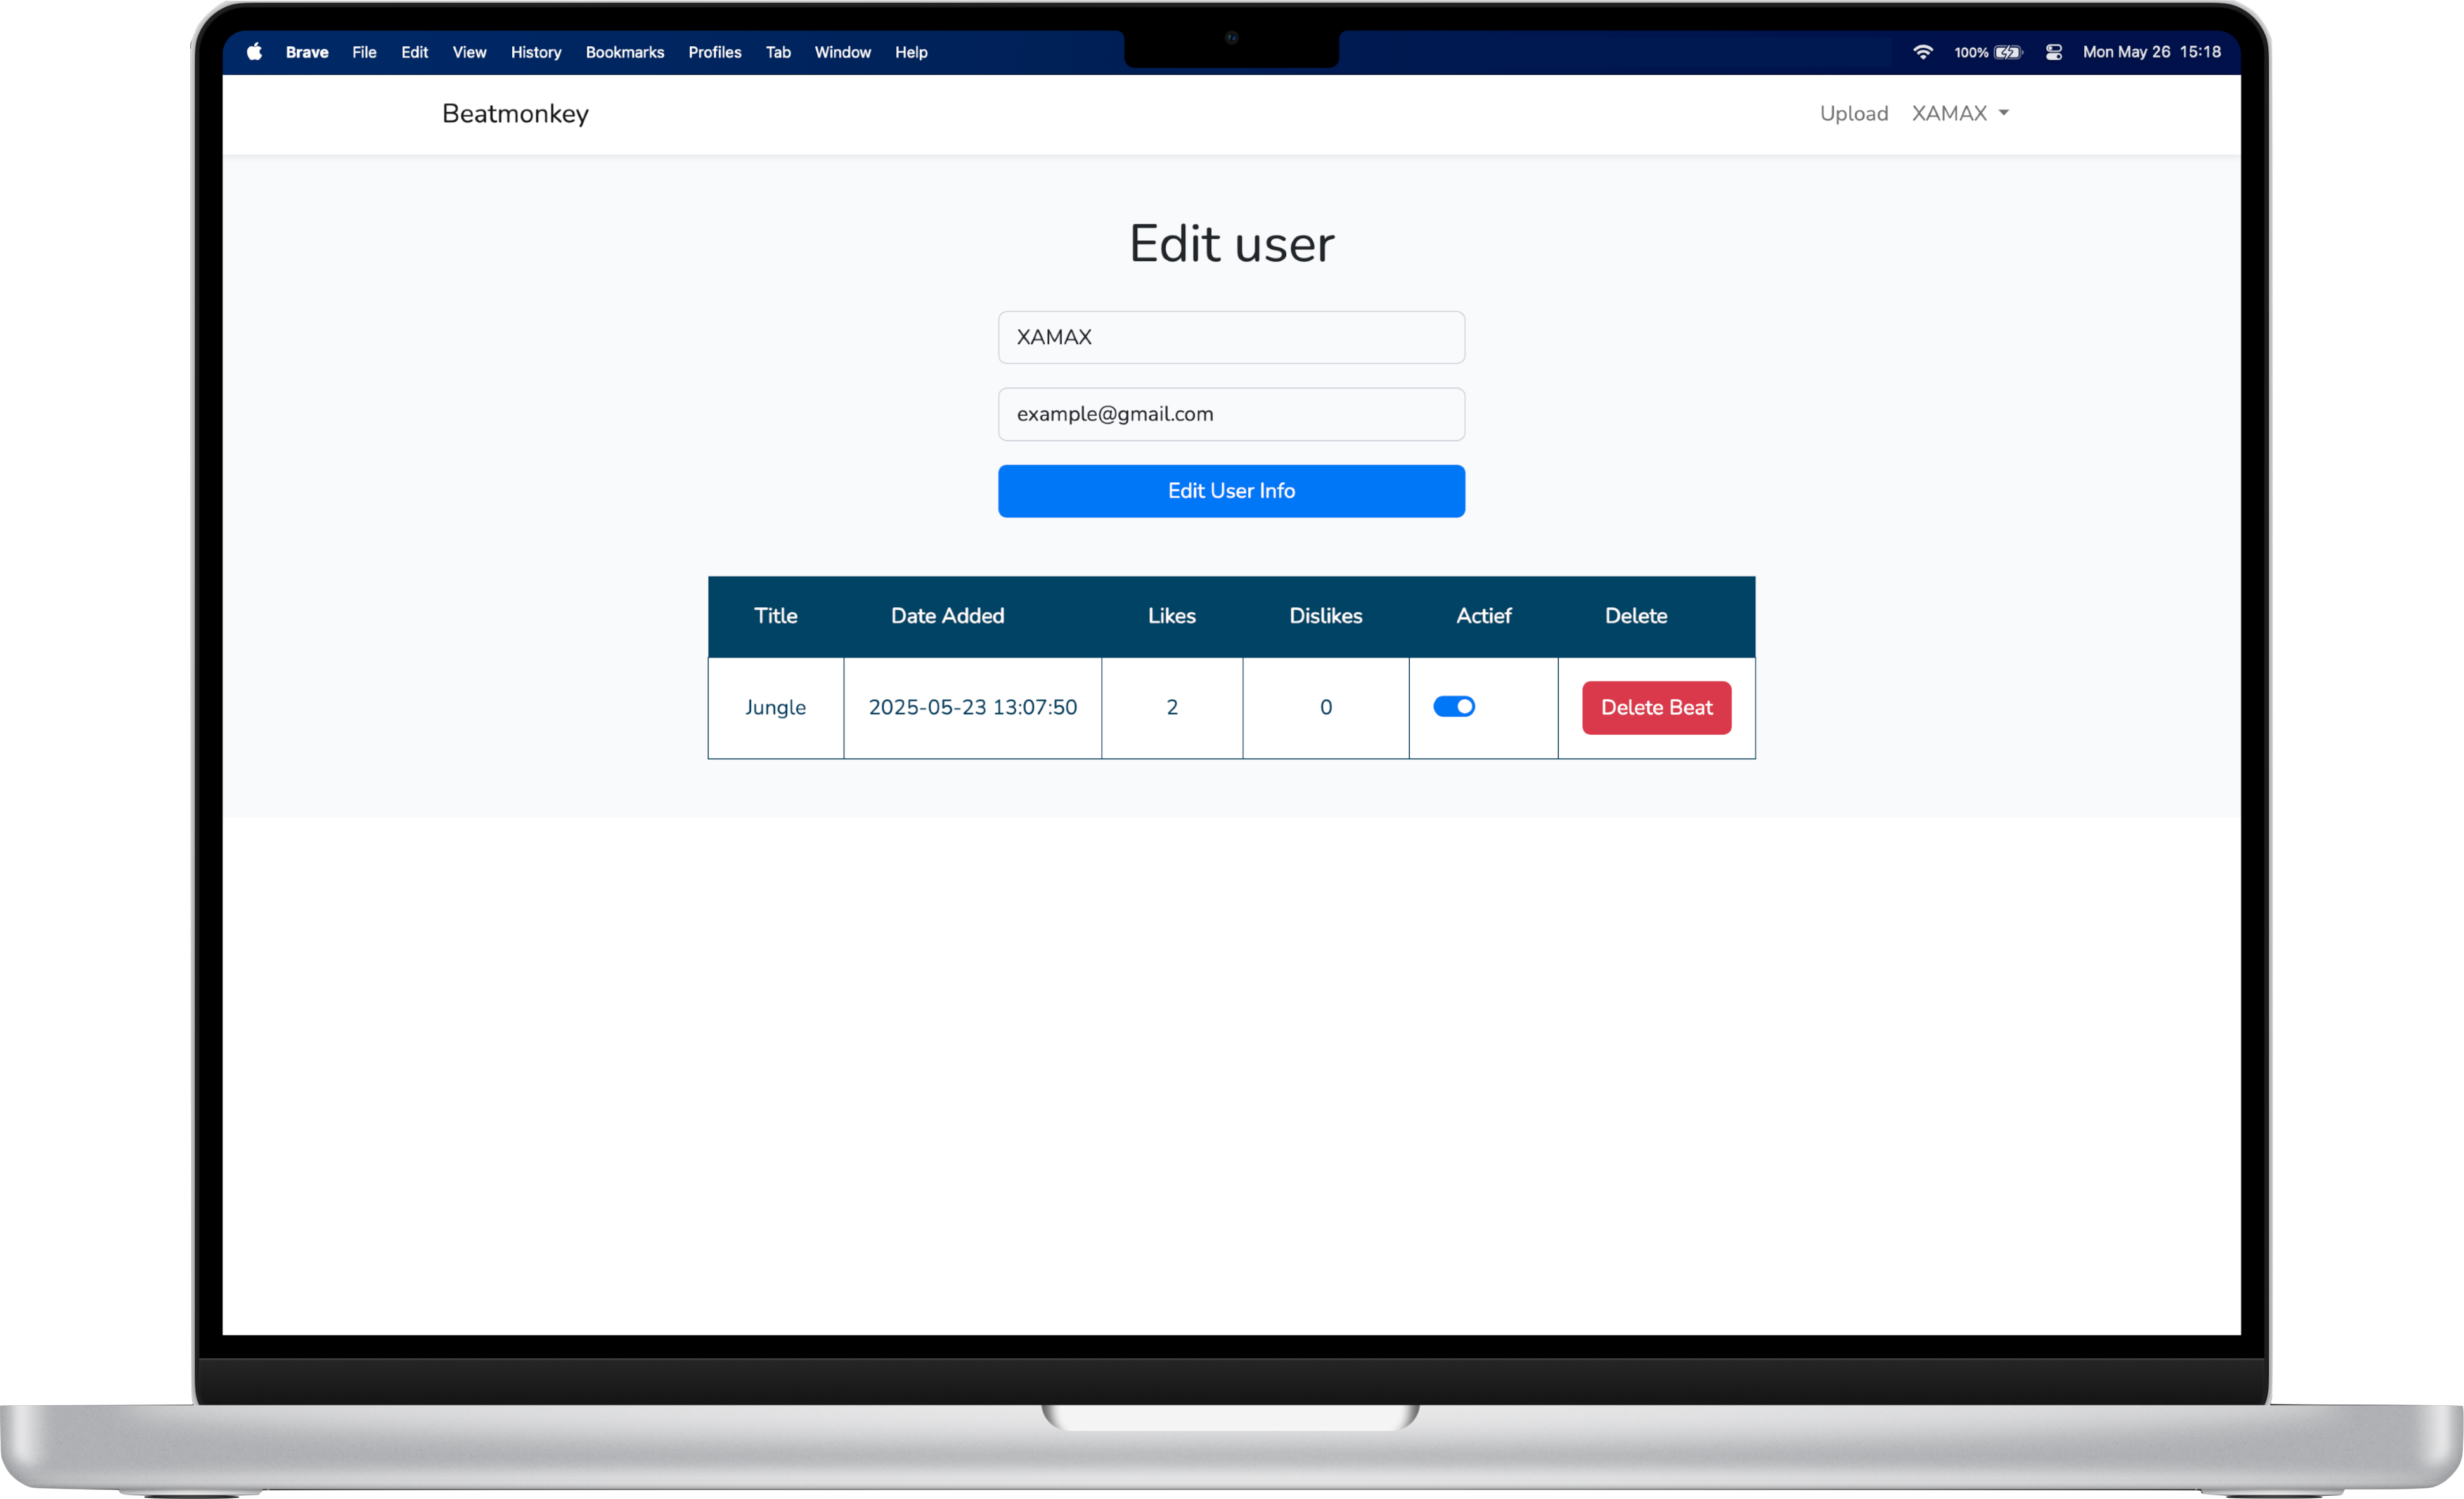 Brave File Edit View History Bookmarks Profiles Tab Window Help 100% Mon May 26 15:18
Beatmonkey Upload XAMAX
Edit user
XAMAX
example@gmail.com
Edit User Info
Title Date Added Likes Dislikes Actief Delete
Jungle 2025-05-23 13:07:50 2 0 Delete Beat